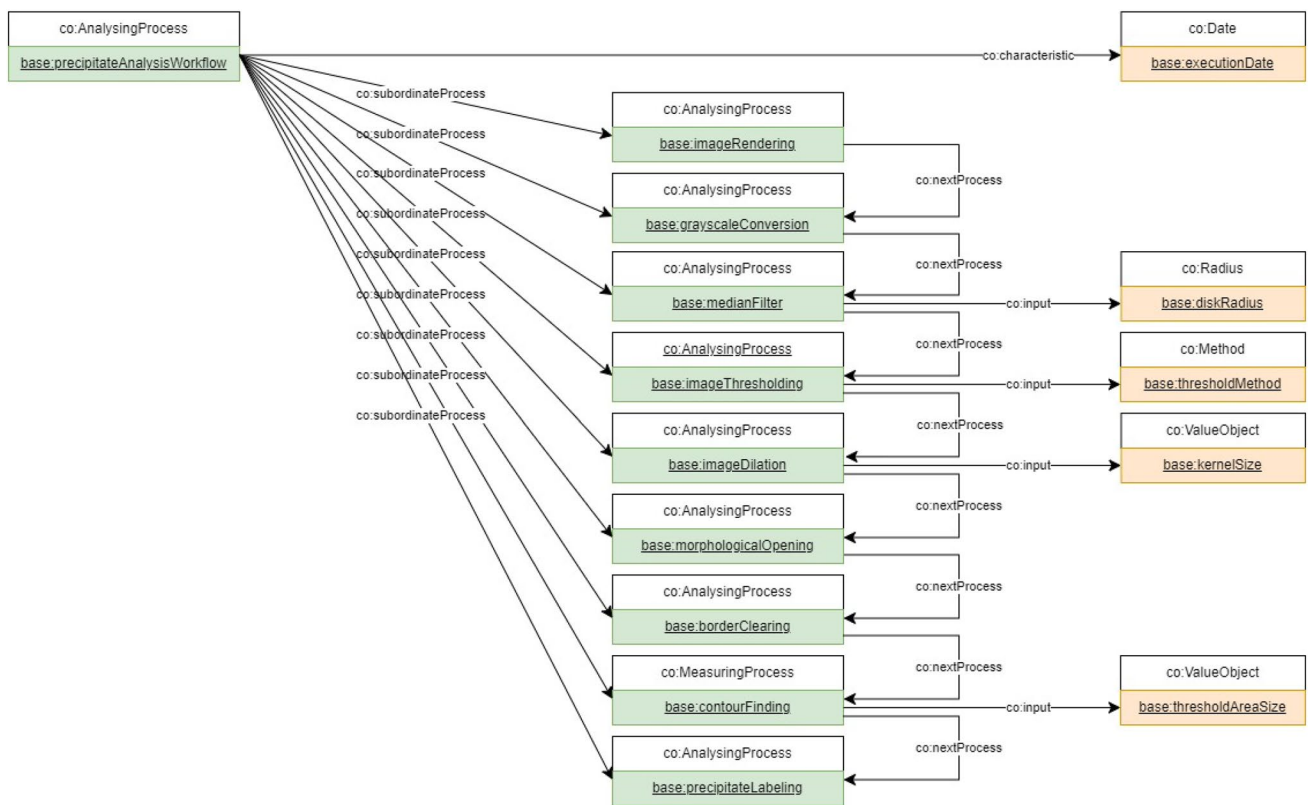 co:AnalysingProcess
base:precipitateAnalysisWorkflow
co:characteristic
co:Date
base:executionDate
co:subordinateProcess
co:AnalysingProcess
base:imageRendering
co:nextProcess
co:subordinateProcess
co:AnalysingProcess
base:grayscaleConversion
co:nextProcess
co:subordinateProcess
co:AnalysingProcess
base:medianFilter
co:input
co:Radius
base:diskRadius
co:nextProcess
co:subordinateProcess
co:AnalysingProcess
base:imageThresholding
co:input
co:Method
base:thresholdMethod
co:nextProcess
co:subordinateProcess
co:AnalysingProcess
base:imageDilation
co:input
co:ValueObject
base:kernelSize
co:nextProcess
co:subordinateProcess
co:AnalysingProcess
base:morphologicalOpening
co:nextProcess
co:subordinateProcess
co:AnalysingProcess
base:borderClearing
co:nextProcess
co:subordinateProcess
co:MeasuringProcess
base:contourFinding
co:input
co:ValueObject
base:thresholdAreaSize
co:nextProcess
co:subordinateProcess
co:AnalysingProcess
base:precipitateLabeling